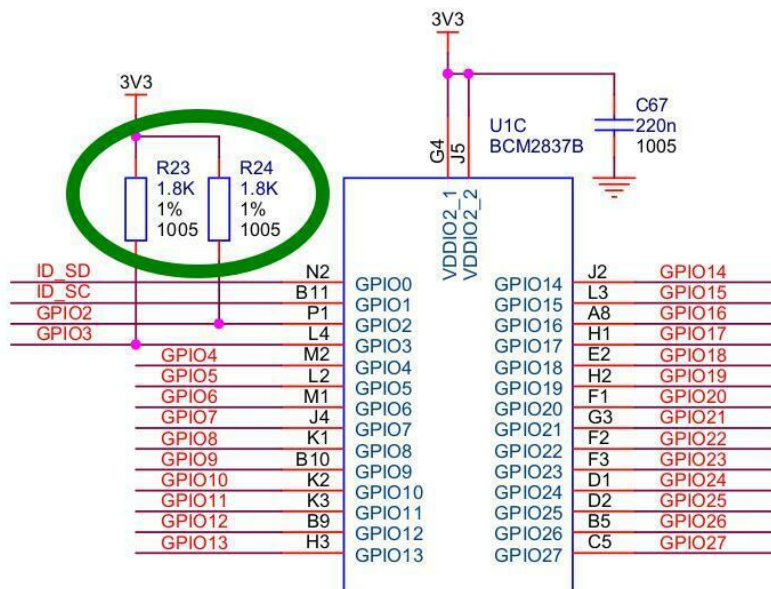 3V3
3V3
C67
220n
1005
U1C
BCM2837B
G4
J5
R23
1.8K
1%
1005
R24
1.8K
1%
1005
VDDIO2_1
VDDIO2_2
ID_SD N2 GPIO0 GPIO14 J2 GPIO14
ID_SC B11 GPIO1 GPIO15 L3 GPIO15
GPIO2 P1 GPIO2 GPIO16 A8 GPIO16
GPIO3 L4 GPIO3 GPIO17 H1 GPIO17
GPIO4 M2 GPIO4 GPIO18 E2 GPIO18
GPIO5 L2 GPIO5 GPIO19 H2 GPIO19
GPIO6 M1 GPIO6 GPIO20 F1 GPIO20
GPIO7 J4 GPIO7 GPIO21 G3 GPIO21
GPIO8 K1 GPIO8 GPIO22 F2 GPIO22
GPIO9 B10 GPIO9 GPIO23 F3 GPIO23
GPIO10 K2 GPIO10 GPIO24 D1 GPIO24
GPIO11 K3 GPIO11 GPIO25 D2 GPIO25
GPIO12 B9 GPIO12 GPIO26 B5 GPIO26
GPIO13 H3 GPIO13 GPIO27 C5 GPIO27